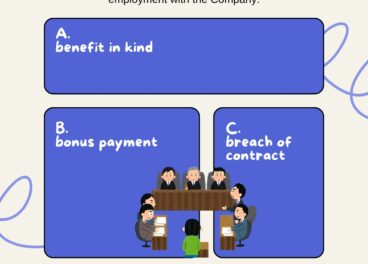 employment with the Company.
A.
benefit in kind
B.
bonus payment
C.
breach of
contract